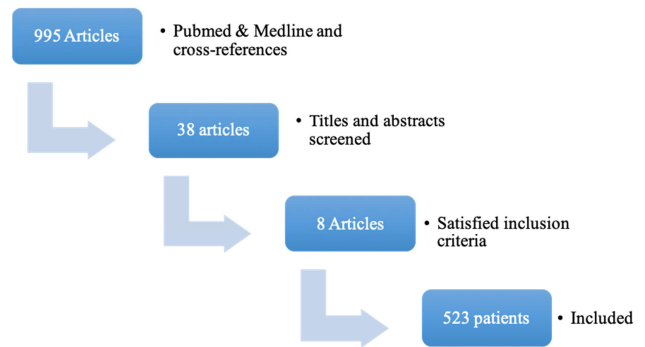 995 Articles
• Pubmed & Medline and
cross-references
38 articles
• Titles and abstracts
screened
8 Articles
• Satisfied inclusion
criteria
523 patients
• Included